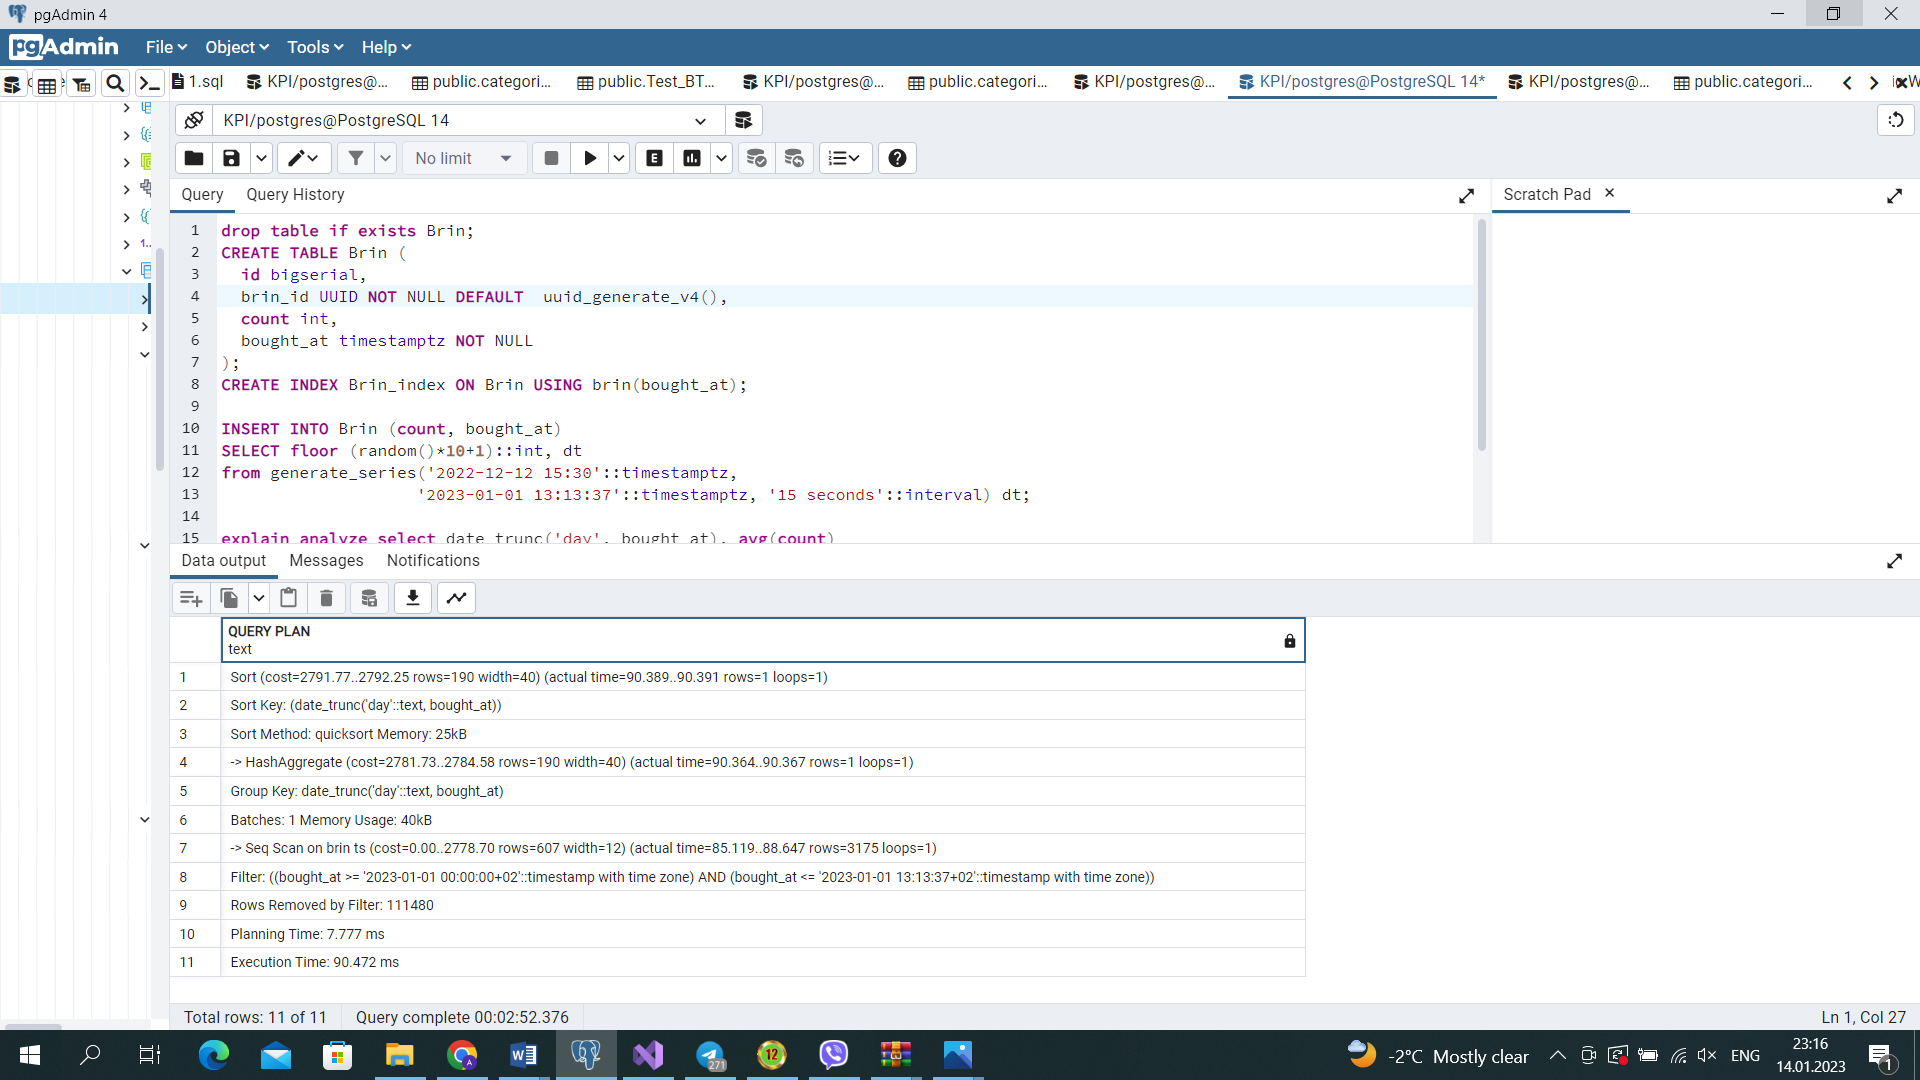 pgAdmin 4
pgAdmin File Object Tools Help
1.sql KPI/postgres@... public.categori... public.Test_BT... KPI/postgres@... public.categori... KPI/postgres@... KPI/postgres@PostgreSQL 14* KPI/postgres@... public.categori...
KPI/postgres@PostgreSQL 14
No limit
Query Query History
Scratch Pad
1 drop table if exists Brin;
2 CREATE TABLE Brin (
3 id bigserial,
4 brin_id UUID NOT NULL DEFAULT  uuid_generate_v4(),
5 count int,
6 bought_at timestamptz NOT NULL
7 );
8 CREATE INDEX Brin_index ON Brin USING brin(bought_at);
9
10 INSERT INTO Brin (count, bought_at)
11 SELECT floor (random()*10+1)::int, dt
12 from generate_series('2022-12-12 15:30'::timestamptz,
13 '2023-01-01 13:13:37'::timestamptz, '15 seconds'::interval) dt;
14
15 explain analyze select date_trunc('day', bought_at), avg(count)
Data output Messages Notifications
QUERY PLAN
text
1 Sort (cost=2791.77..2792.25 rows=190 width=40) (actual time=90.389..90.391 rows=1 loops=1)
2 Sort Key: (date_trunc('day'::text, bought_at))
3 Sort Method: quicksort Memory: 25kB
4 -> HashAggregate (cost=2781.73..2784.58 rows=190 width=40) (actual time=90.364..90.367 rows=1 loops=1)
5 Group Key: date_trunc('day'::text, bought_at)
6 Batches: 1 Memory Usage: 40kB
7 -> Seq Scan on brin ts (cost=0.00..2778.70 rows=607 width=12) (actual time=85.119..88.647 rows=3175 loops=1)
8 Filter: ((bought_at >= '2023-01-01 00:00:00+02'::timestamp with time zone) AND (bought_at <= '2023-01-01 13:13:37+02'::timestamp with time zone))
9 Rows Removed by Filter: 111480
10 Planning Time: 7.777 ms
11 Execution Time: 90.472 ms
Total rows: 11 of 11 Query complete 00:02:52.376
Ln 1, Col 27
271 12 -2°C Mostly clear ENG 23:16
14.01.2023 1